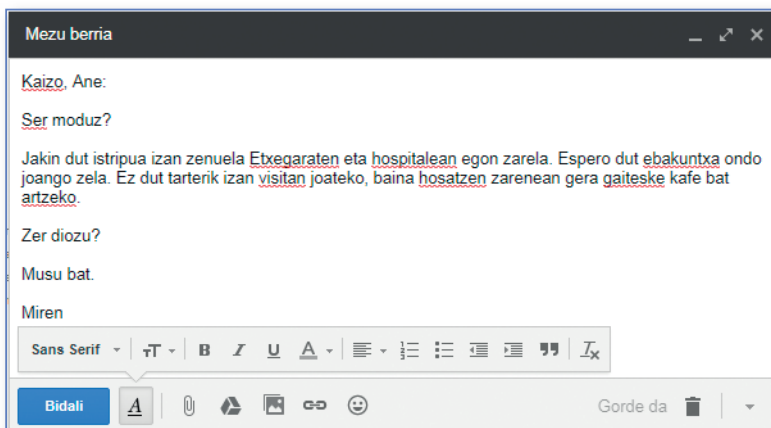 Mezu berria
Kaizo, Ane:
Ser moduz?
Jakin dut istripua izan zenuela Etxegaraten eta hospitalean egon zarela. Espero dut ebakuntxa ondo
joango zela. Ez dut tarterik izan visitan joateko, baina hosatzen zarenean gera gaiteske kafe bat
artzeko.
Zer diozu?
Musu bat.
Miren
Sans Serif TT B I U A Tx
Bidali A Gorde da